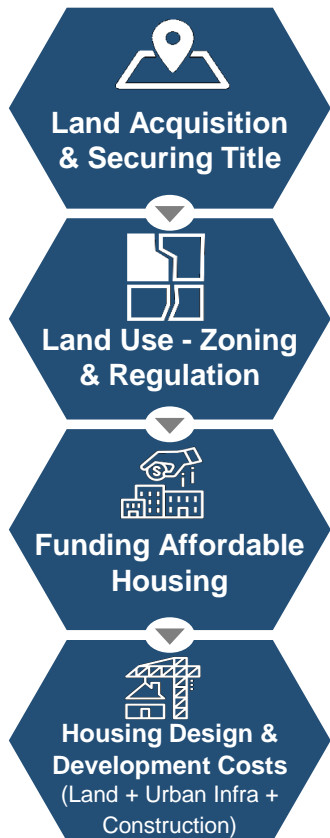 Land Acquisition
& Securing Title
Land Use - Zoning
& Regulation
$
Funding Affordable
Housing
Housing Design &
Development Costs
(Land + Urban Infra +
Construction)